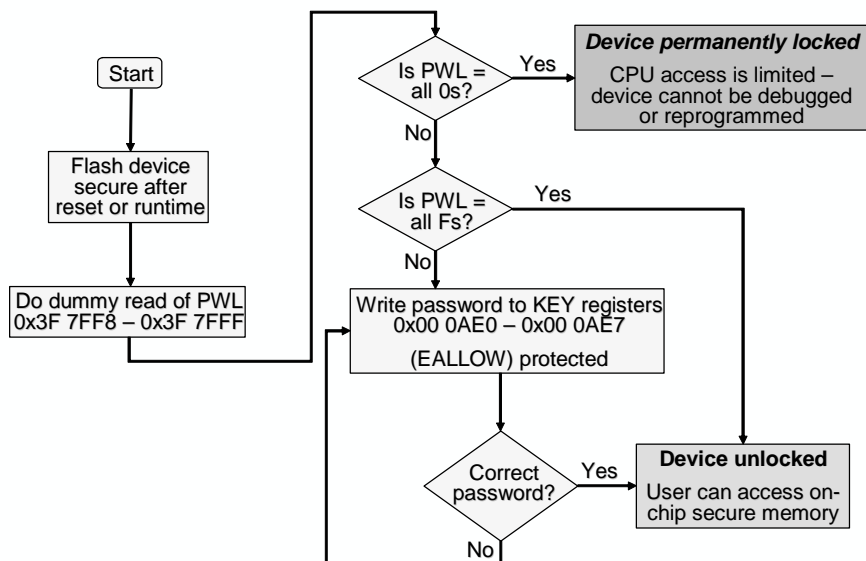 Start
Flash device
secure after
reset or runtime
Do dummy read of PWL
0x3F 7FF8 – 0x3F 7FFF
Is PWL =
all 0s?
Yes
No
Device permanently locked
CPU access is limited –
device cannot be debugged
or reprogrammed
Is PWL =
all Fs?
Yes
No
Write password to KEY registers
0x00 0AE0 – 0x00 0AE7
(EALLOW) protected
Correct
password?
Yes
No
Device unlocked
User can access on-
chip secure memory